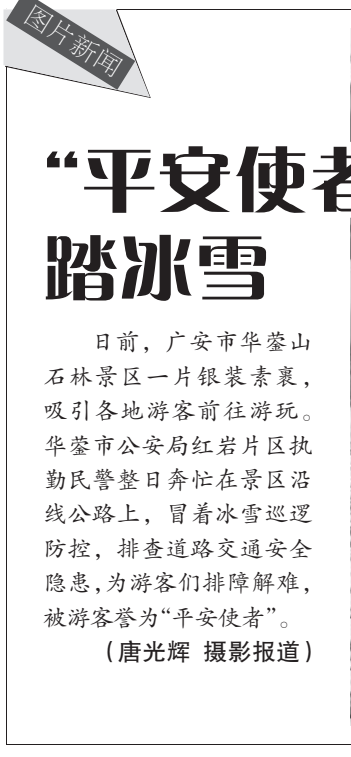 图片新闻
“平安使者
踏冰雪
日前，广安市华蓥山
石林景区一片银装素裹，
吸引各地游客前往游玩。
华蓥市公安局红岩片区执
勤民警整日奔忙在景区沿
线公路上，冒着冰雪巡逻
防控，排查道路交通安全
隐患，为游客们排障解难，
被游客誉为“平安使者”。
（唐光辉 摄影报道）